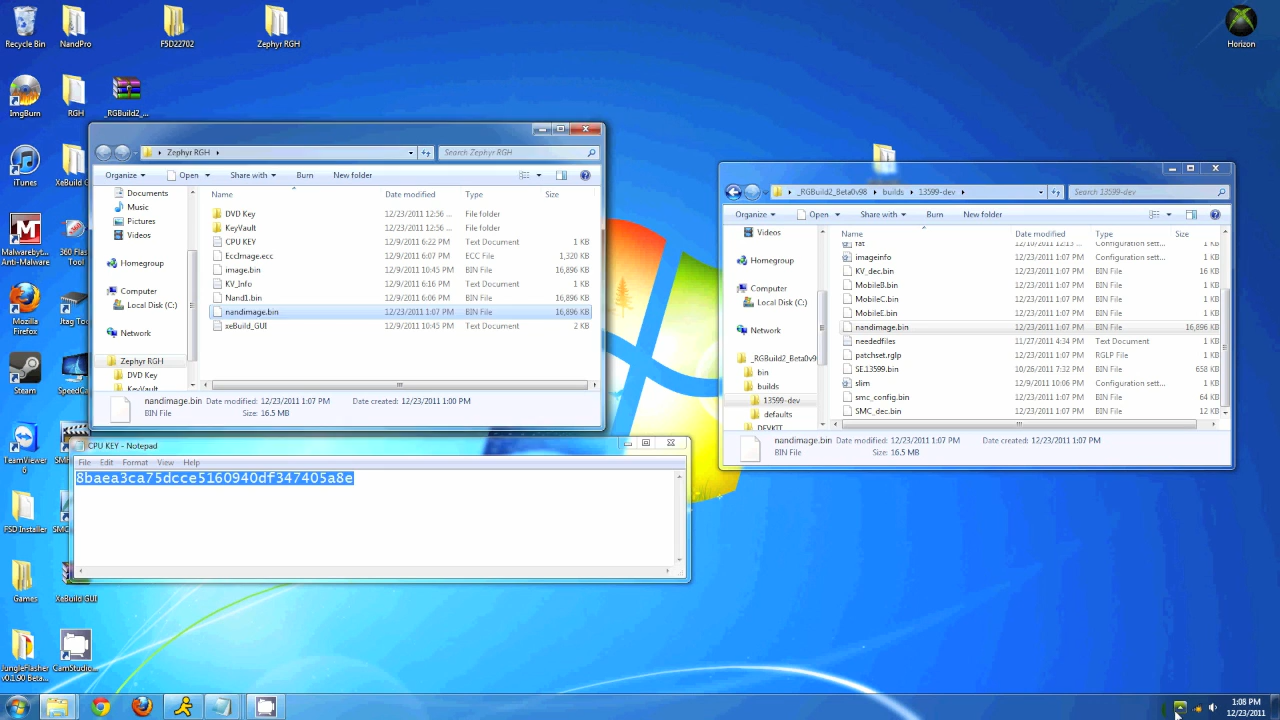 Recycle Bin
NandPro
F5D22702
Zephyr RGH
Horizon
ImgBurn
RGH
_RGBuild2_...
iTunes
XeBuild G
Malwarebyt...
Anti-Malware
360 Flas
Tool
Mozilla
Firefox
Jtag To
Steam
SpeedC
TeamViewer
6
FSD Installer
SMC
Games
XeBuild GUI
JungleFlasher
v0.1.90 Beta...
CamStudio...
Zephyr RGH
Search Zephyr RGH
Organize
Open
Share with
Burn
New folder
Documents
Music
Pictures
Videos
Homegroup
Computer
Local Disk (C:)
Network
Zephyr RGH
DVD Key
KeyVault
Name Date modified Type Size
DVD Key 12/23/2011 12:56 ... File folder
KeyVault 12/23/2011 12:56 ... File folder
CPU KEY 12/9/2011 6:22 PM Text Document 1 KB
EccImage.ecc 12/9/2011 6:07 PM ECC File 1,320 KB
image.bin 12/9/2011 10:45 PM BIN File 16,896 KB
KV_Info 12/9/2011 6:16 PM Text Document 1 KB
Nand1.bin 12/9/2011 6:06 PM BIN File 16,896 KB
nandimage.bin 12/23/2011 1:07 PM BIN File 16,896 KB
xeBuild_GUI 12/9/2011 10:45 PM Text Document 2 KB
nandimage.bin Date modified: 12/23/2011 1:07 PM Date created: 12/23/2011 1:00 PM
BIN File Size: 16.5 MB
CPU KEY - Notepad
File Edit Format View Help
8baea3ca75dcce5160940df347405a8e
_RGBuild2_Beta0v98 builds 13599-dev
Search 13599-dev
Organize
Open
Share with
Burn
New folder
Videos
Homegroup
Computer
Local Disk (C:)
Network
_RGBuild2_Beta0v9
bin
builds
13599-dev
defaults
DEVKIT
Name Date modified Type Size
fat 12/10/2011 12:13 ... Configuration sett... 1 KB
imageinfo 12/23/2011 1:07 PM Configuration sett... 1 KB
KV_dec.bin 12/23/2011 1:07 PM BIN File 16 KB
MobileB.bin 12/23/2011 1:07 PM BIN File 1 KB
MobileC.bin 12/23/2011 1:07 PM BIN File 1 KB
MobileE.bin 12/23/2011 1:07 PM BIN File 1 KB
nandimage.bin 12/23/2011 1:07 PM BIN File 16,896 KB
neededfiles 11/27/2011 4:34 PM Text Document 1 KB
patchset.rglp 12/23/2011 1:07 PM RGLP File 1 KB
SE.13599.bin 10/26/2011 7:32 PM BIN File 658 KB
slim 12/9/2011 10:06 PM Configuration sett... 3 KB
smc_config.bin 12/23/2011 1:07 PM BIN File 64 KB
SMC_dec.bin 12/23/2011 1:07 PM BIN File 12 KB
nandimage.bin Date modified: 12/23/2011 1:07 PM Date created: 12/23/2011 1:07 PM
BIN File Size: 16.5 MB
1:08 PM
12/23/2011